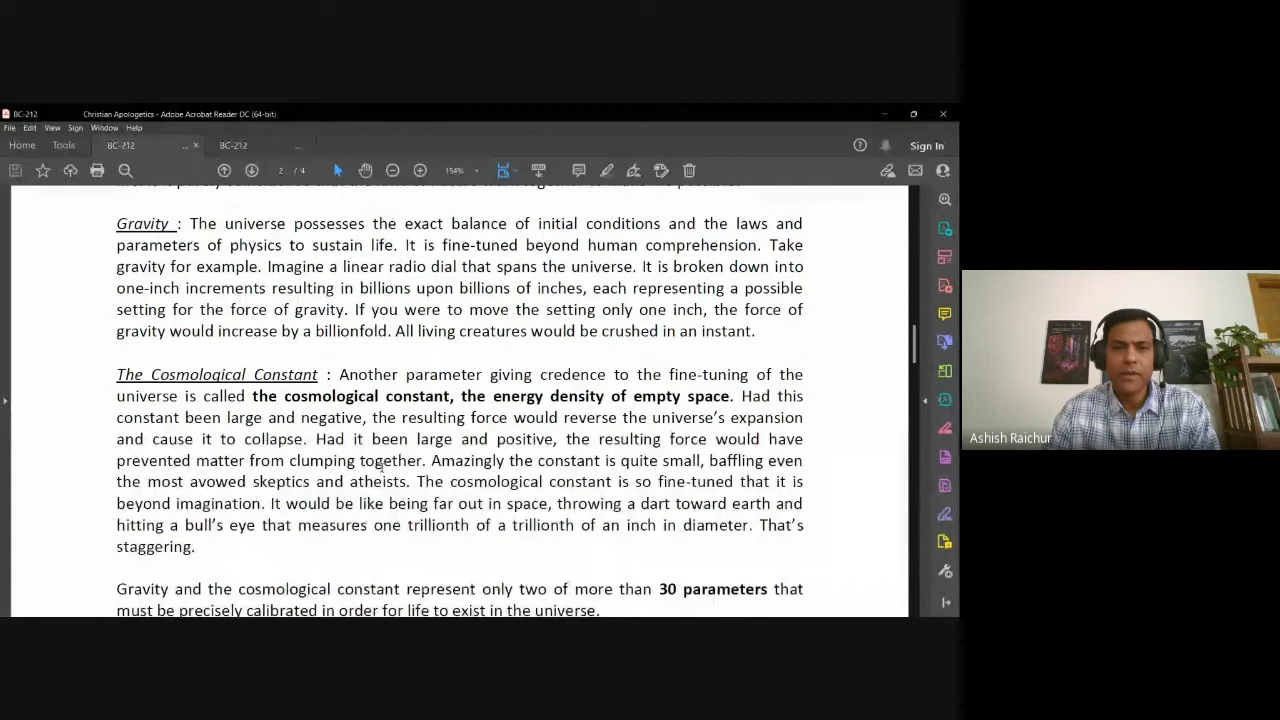 BC-212 Christian Apologetics - Adobe Acrobat Reader DC (64-bit)
File Edit View Sign Window Help
Home Tools BC-212 ... × BC-212 ... Sign In
2 / 4 154%
Gravity : The universe possesses the exact balance of initial conditions and the laws and
parameters of physics to sustain life. It is fine-tuned beyond human comprehension. Take
gravity for example. Imagine a linear radio dial that spans the universe. It is broken down into
one-inch increments resulting in billions upon billions of inches, each representing a possible
setting for the force of gravity. If you were to move the setting only one inch, the force of
gravity would increase by a billionfold. All living creatures would be crushed in an instant.
The Cosmological Constant : Another parameter giving credence to the fine-tuning of the
universe is called the cosmological constant, the energy density of empty space. Had this
constant been large and negative, the resulting force would reverse the universe's expansion
and cause it to collapse. Had it been large and positive, the resulting force would have
prevented matter from clumping together. Amazingly the constant is quite small, baffling even
the most avowed skeptics and atheists. The cosmological constant is so fine-tuned that it is
beyond imagination. It would be like being far out in space, throwing a dart toward earth and
hitting a bull's eye that measures one trillionth of a trillionth of an inch in diameter. That's
staggering.
Gravity and the cosmological constant represent only two of more than 30 parameters that
must be precisely calibrated in order for life to exist in the universe.
Ashish Raichur